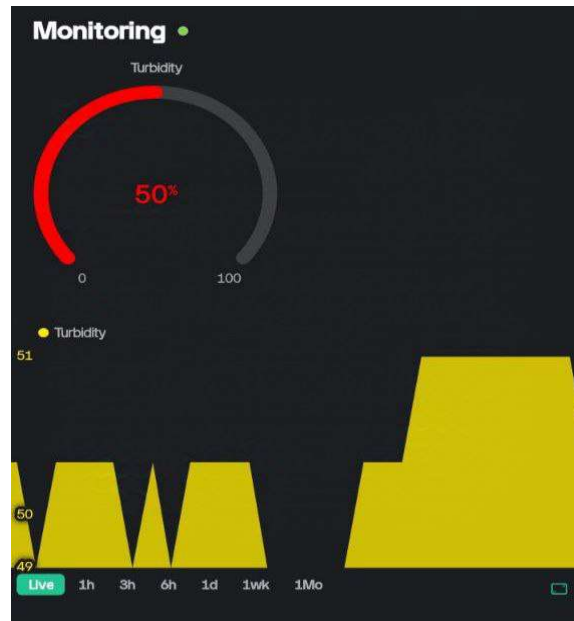 Monitoring
Turbidity
50%
0 100
Turbidity
51
50
49
Live 1h 3h 6h 1d 1wk 1Mo